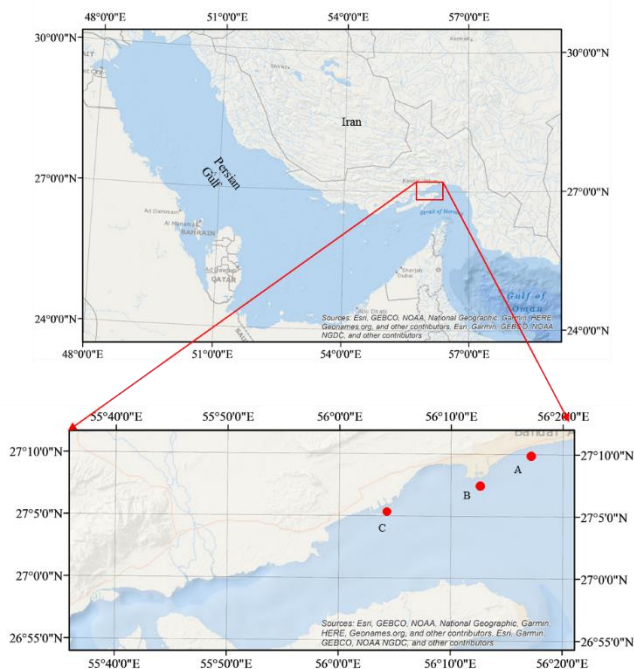 48°0'0"E 51°0'0"E 54°0'0"E 57°0'0"E
30°0'0"N 30°0'0"N
Iran
Persian
Gulf
27°0'0"N 27°0'0"N
BAHRAIN
QATAR
Dubai
Abu Dhabi
Gulf of
Oman
Sources: Esri, GEBCO, NOAA, National Geographic, Garmin, HERE,
Geonames.org, and other contributors, Esri, Garmin, GEBCO, NOAA
NGDC, and other contributors
24°0'0"N 24°0'0"N
48°0'0"E 51°0'0"E 54°0'0"E 57°0'0"E
55°40'0"E 55°50'0"E 56°0'0"E 56°10'0"E 56°20'0"E
Bandar A
27°10'0"N 27°10'0"N
A
B
27°5'0"N 27°5'0"N
C
27°0'0"N 27°0'0"N
Sources: Esri, GEBCO, NOAA, National Geographic, Garmin,
HERE, Geonames.org, and other contributors, Esri, Garmin,
GEBCO, NOAA NGDC, and other contributors
26°55'0"N 26°55'0"N
55°40'0"E 55°50'0"E 56°0'0"E 56°10'0"E 56°20'0"E